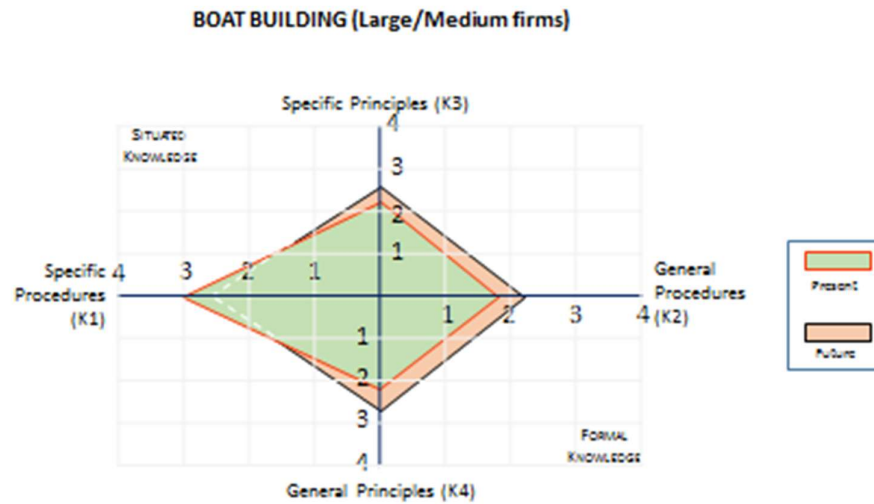 BOAT BUILDING (Large/Medium firms)
Specific Principles (K3)
4
SITUATED
KNOWLEDGE
3
2
1
Specific
Procedures
(K1)
4 3 2 1
General
Procedures
(K2)
1 2 3 4
1
2
3
4
FORMAL
KNOWLEDGE
General Principles (K4)
Present
Future